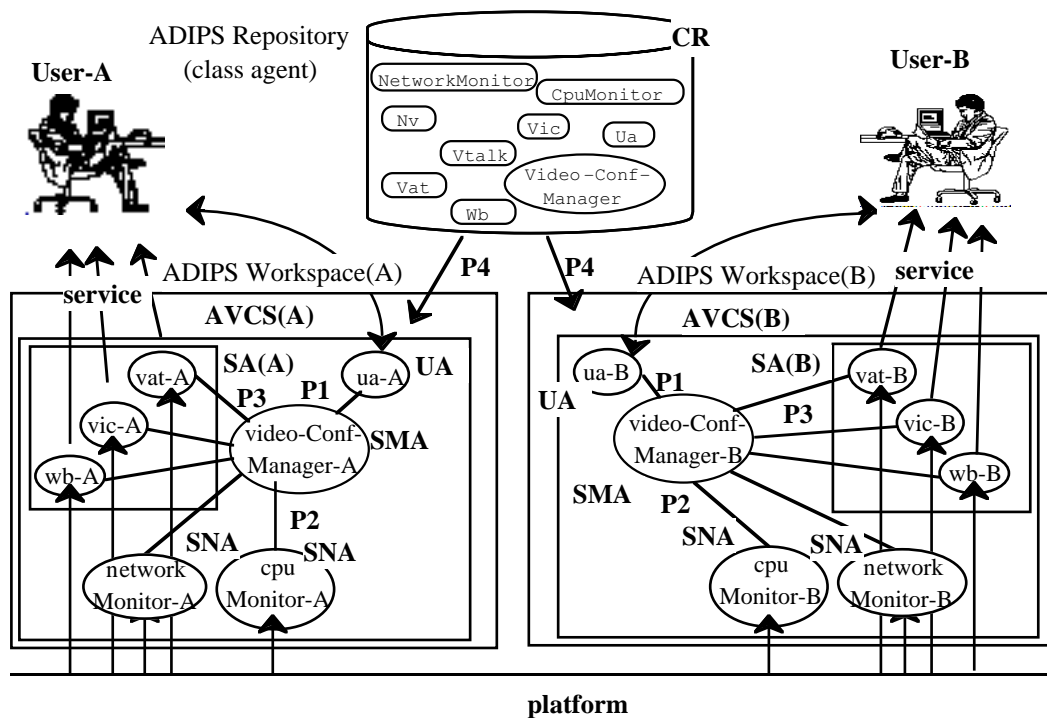 ADIPS Repository
(class agent)
CR
User-A
User-B
NetworkMonitor
CpuMonitor
Nv
Vic
Ua
Vtalk
Vat
Video-Conf-
Manager
Wb
P4
P4
ADIPS Workspace(A)
ADIPS Workspace(B)
service
service
AVCS(A)
AVCS(B)
SA(A)
UA
vat-A
ua-A
P1
P3
vic-A
video-Conf-
Manager-A
SMA
wb-A
P2
SNA
SNA
network
Monitor-A
cpu
Monitor-A
ua-B
P1
SA(B)
vat-B
UA
P3
video-Conf-
Manager-B
vic-B
wb-B
SMA
P2
SNA
SNA
cpu
Monitor-B
network
Monitor-B
platform